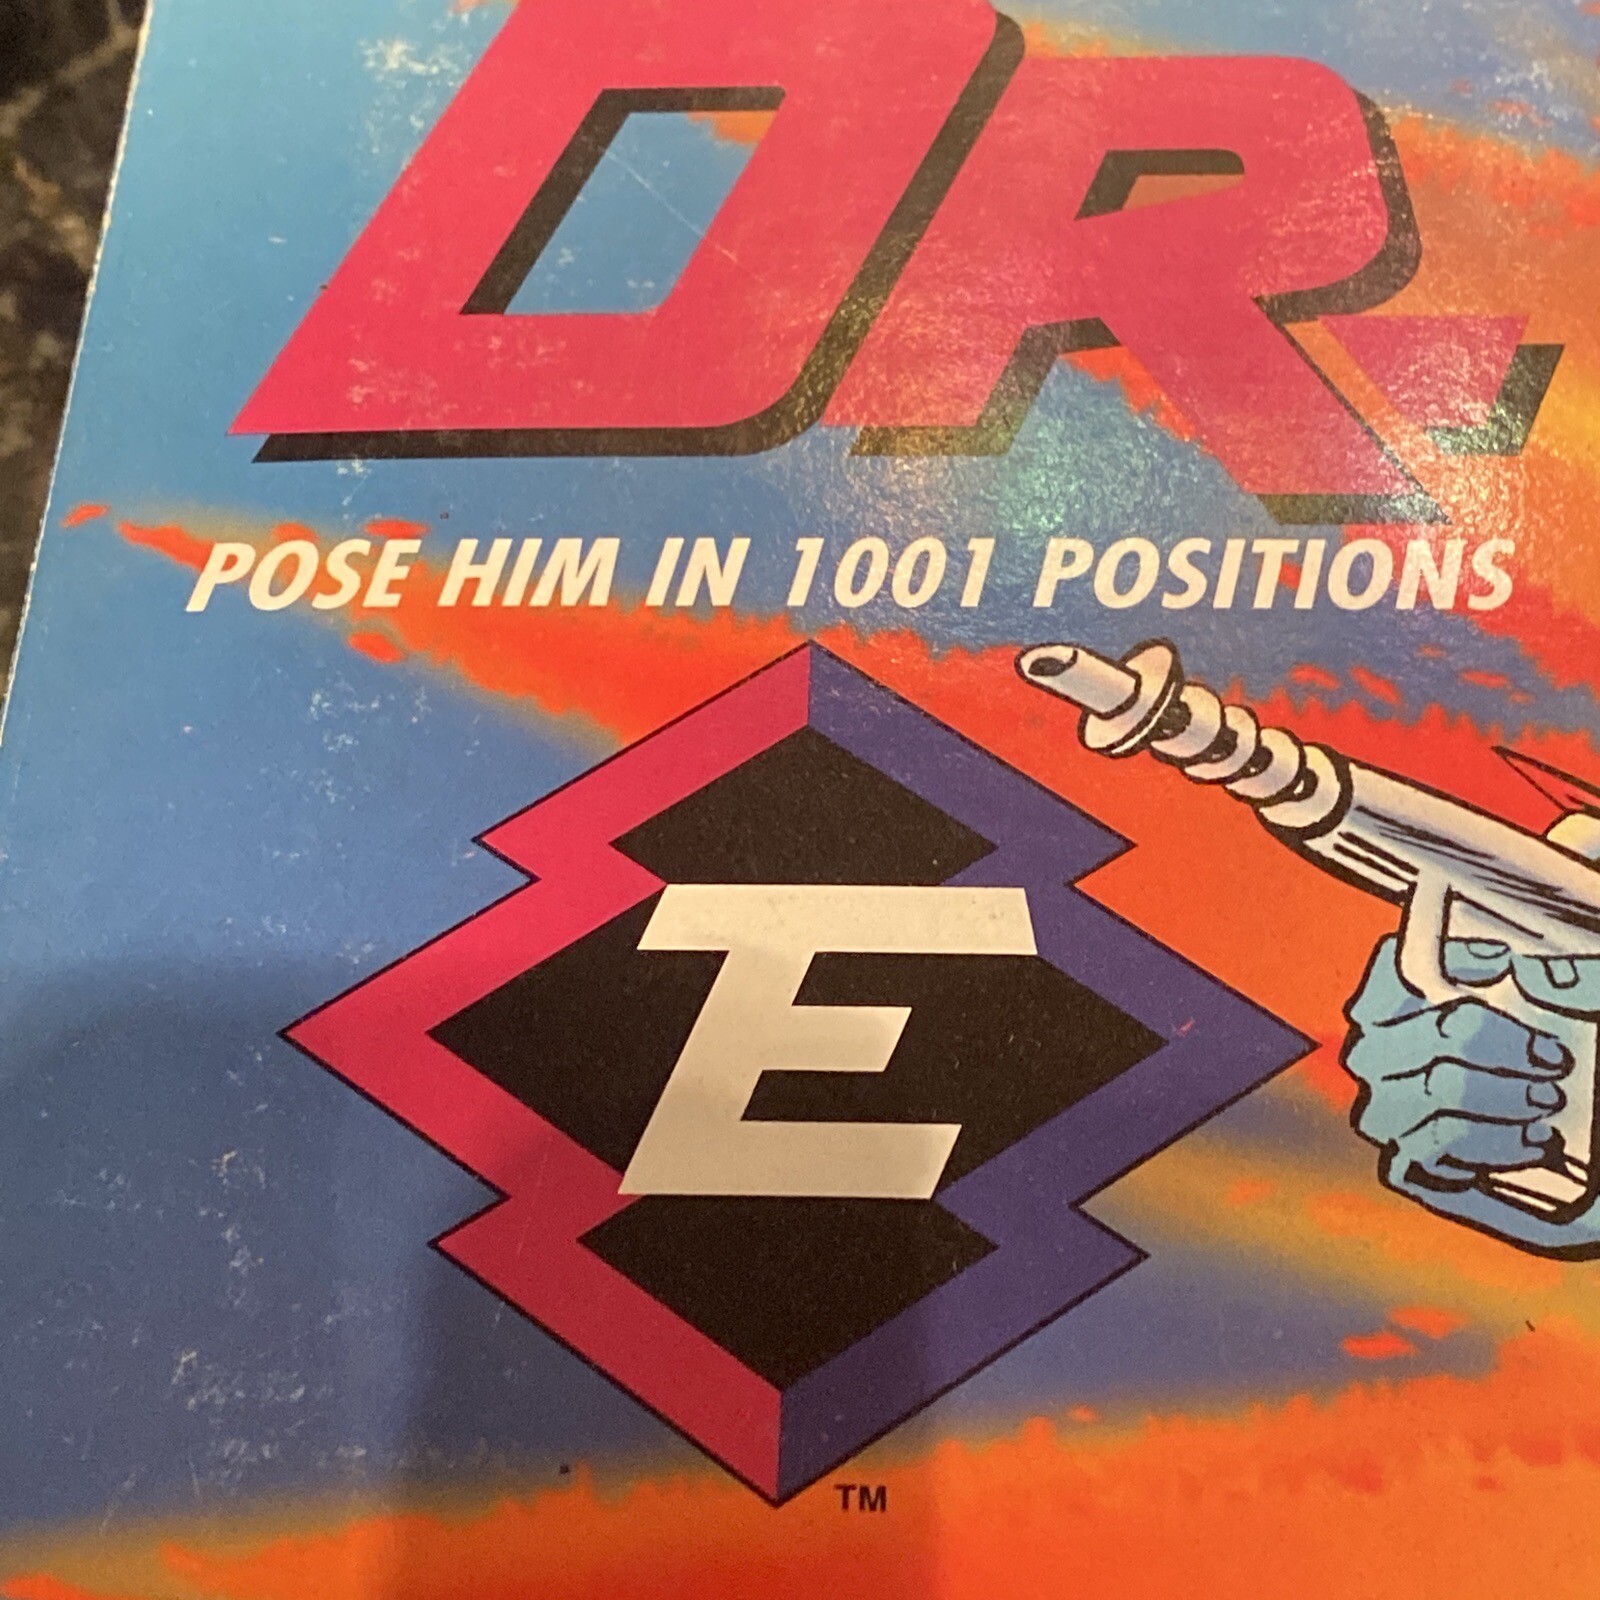 DR.
POSE HIM IN 1001 POSITIONS
E
TM